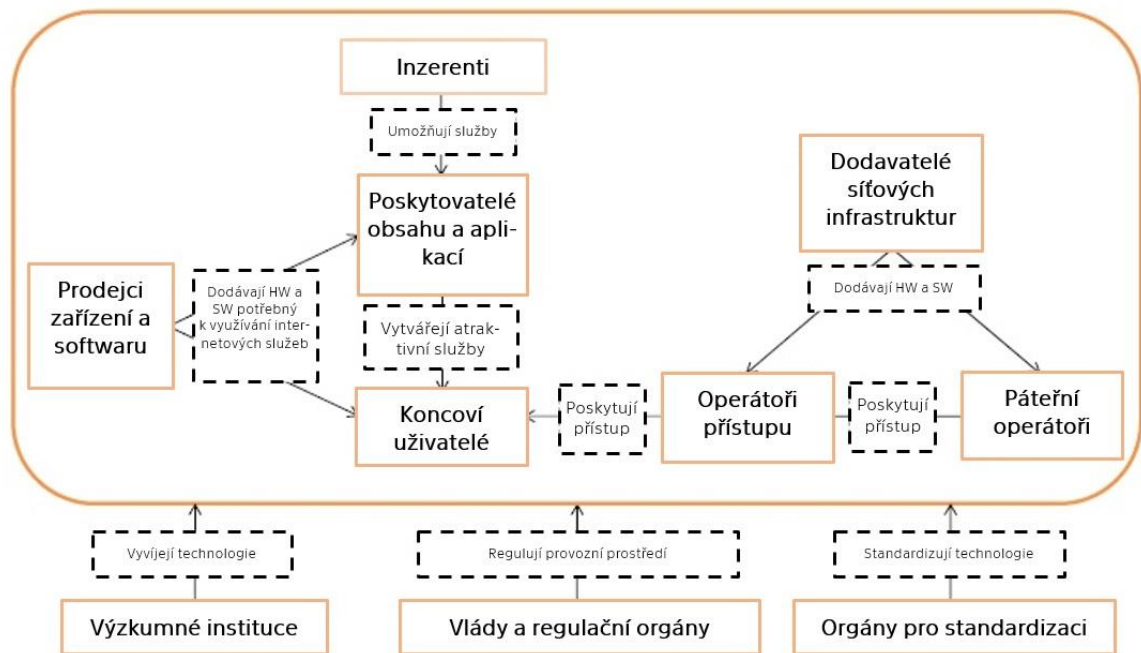 Inzerenti
Umožňují služby
Poskytovatelé
obsahu a apli-
kací
Dodavatelé
síťových
infrastruktur
Prodejci
zařízení a
softwaru
Dodávají HW a
SW potřebný
k využívání inter-
netových služeb
Dodávají HW a SW
Vytvářejí atrak-
tivní služby
Koncoví
uživatelé
Poskytují
přístup
Operátoři
přístupu
Poskytují
přístup
Páteřní
operátoři
Vyvíjejí technologie
Regulují provozní prostředí
Standardizují technologie
Výzkumné instituce
Vlády a regulační orgány
Orgány pro standardizaci